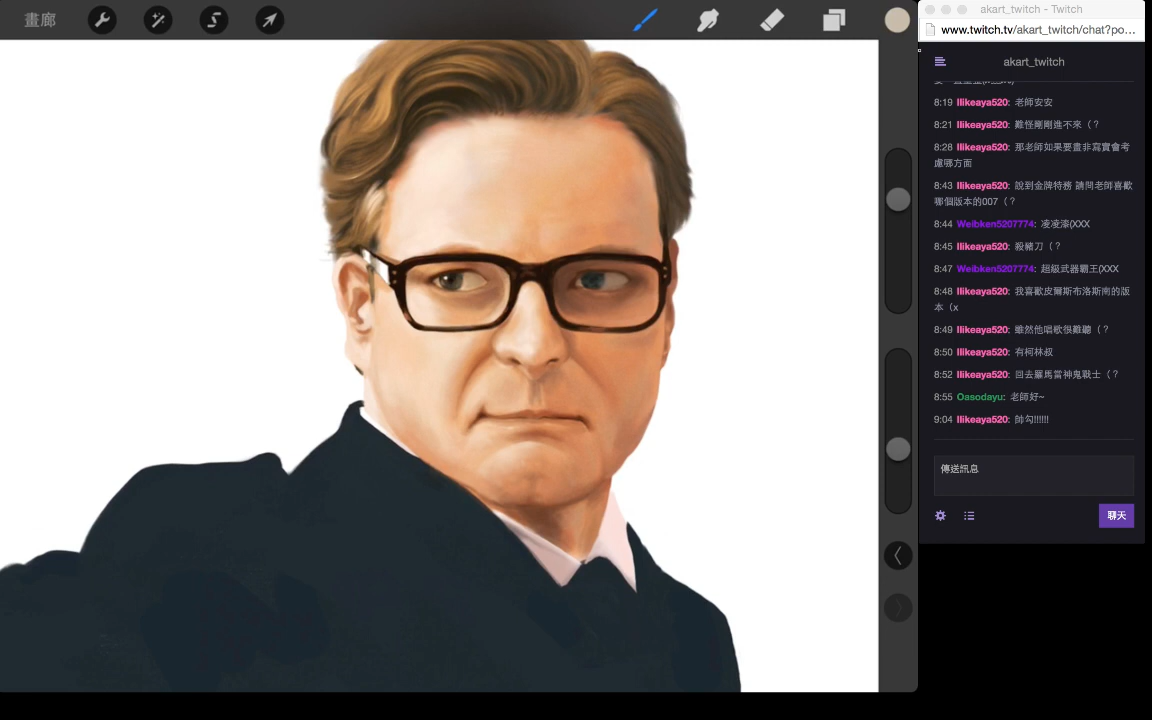 畫廊
akart_twitch - Twitch
www.twitch.tv/akart_twitch/chat?po…
akart_twitch
8:19 llikeaya520: 老師安安
8:21 llikeaya520: 難怪剛剛進不來（？
8:28 llikeaya520: 那老師如果要畫非寫實會考
慮哪方面
8:43 llikeaya520: 說到金牌特務 請問老師喜歡
哪個版本的007（？
8:44 Weibken5207774: 凌凌漆(XXX
8:45 llikeaya520: 殺豬刀（？
8:47 Weibken5207774: 超級武器霸王(XXX
8:48 llikeaya520: 我喜歡皮爾斯布洛斯南的版
本（x
8:49 llikeaya520: 雖然他唱歌很難聽（？
8:50 llikeaya520: 有柯林叔
8:52 llikeaya520: 回去羅馬當神鬼戰士（？
8:55 Oasodayu: 老師好~
9:04 llikeaya520: 帥勾!!!!!!
傳送訊息
聊天